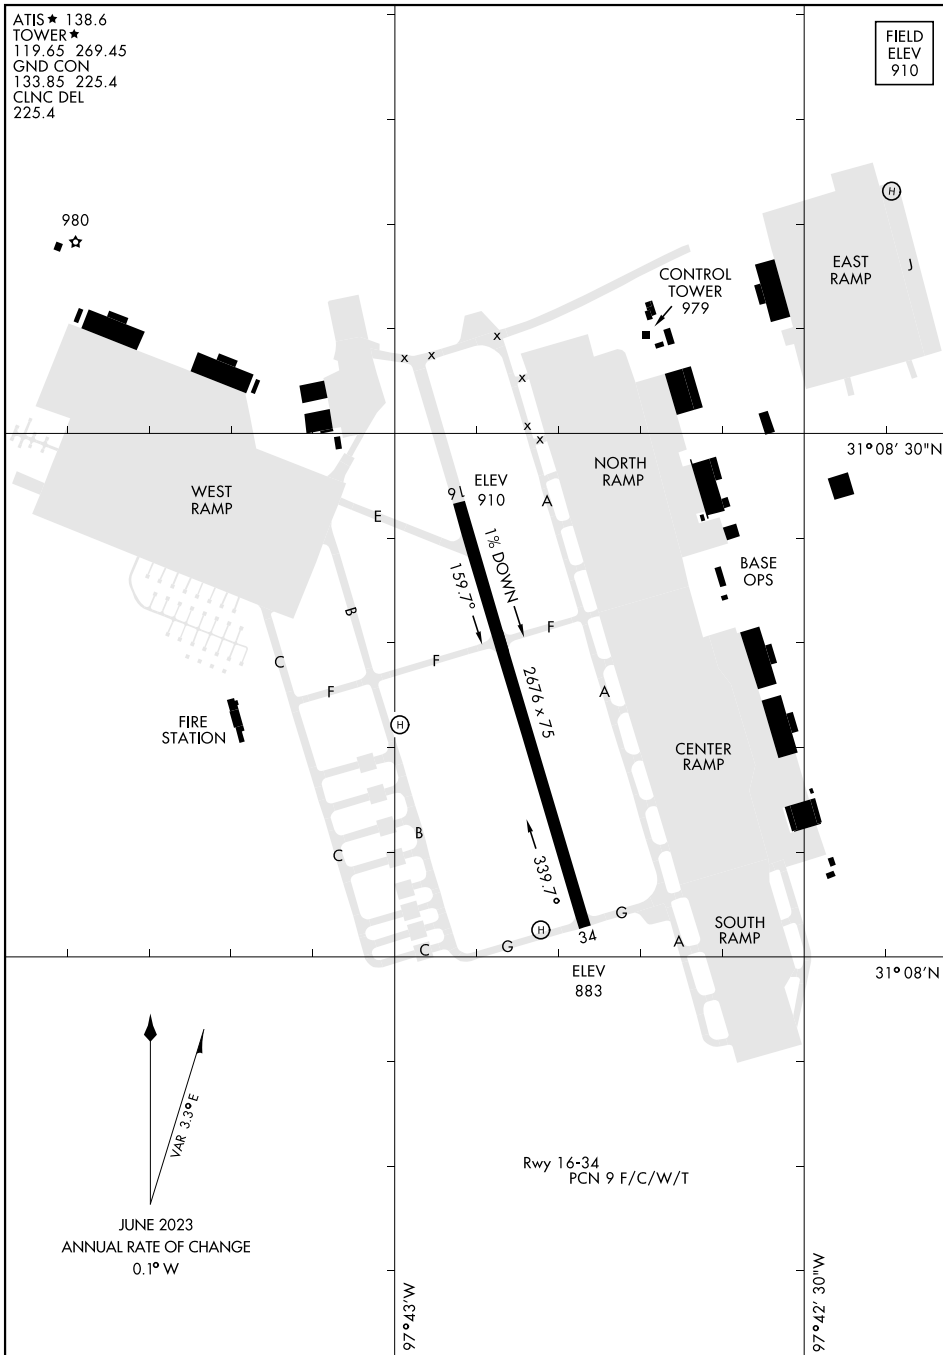 ATIS★ 138.6
TOWER★
119.65 269.45
GND CON
133.85 225.4
CLNC DEL
225.4
FIELD
ELEV
910
980
H
EAST
RAMP
J
CONTROL
TOWER
979
x
x
x
x
x
x
31°08' 30"N
WEST
RAMP
NORTH
RAMP
ELEV
910
16
A
E
1% DOWN
159.7°
BASE
OPS
B
F
F
F
C
A
2676 x 75
FIRE
STATION
H
CENTER
RAMP
B
C
339.7°
G
H
SOUTH
RAMP
34
A
C
G
ELEV
883
31°08'N
VAR 3.3°E
Rwy 16-34
PCN 9 F/C/W/T
JUNE 2023
ANNUAL RATE OF CHANGE
0.1° W
97°43'W
97°42' 30"W